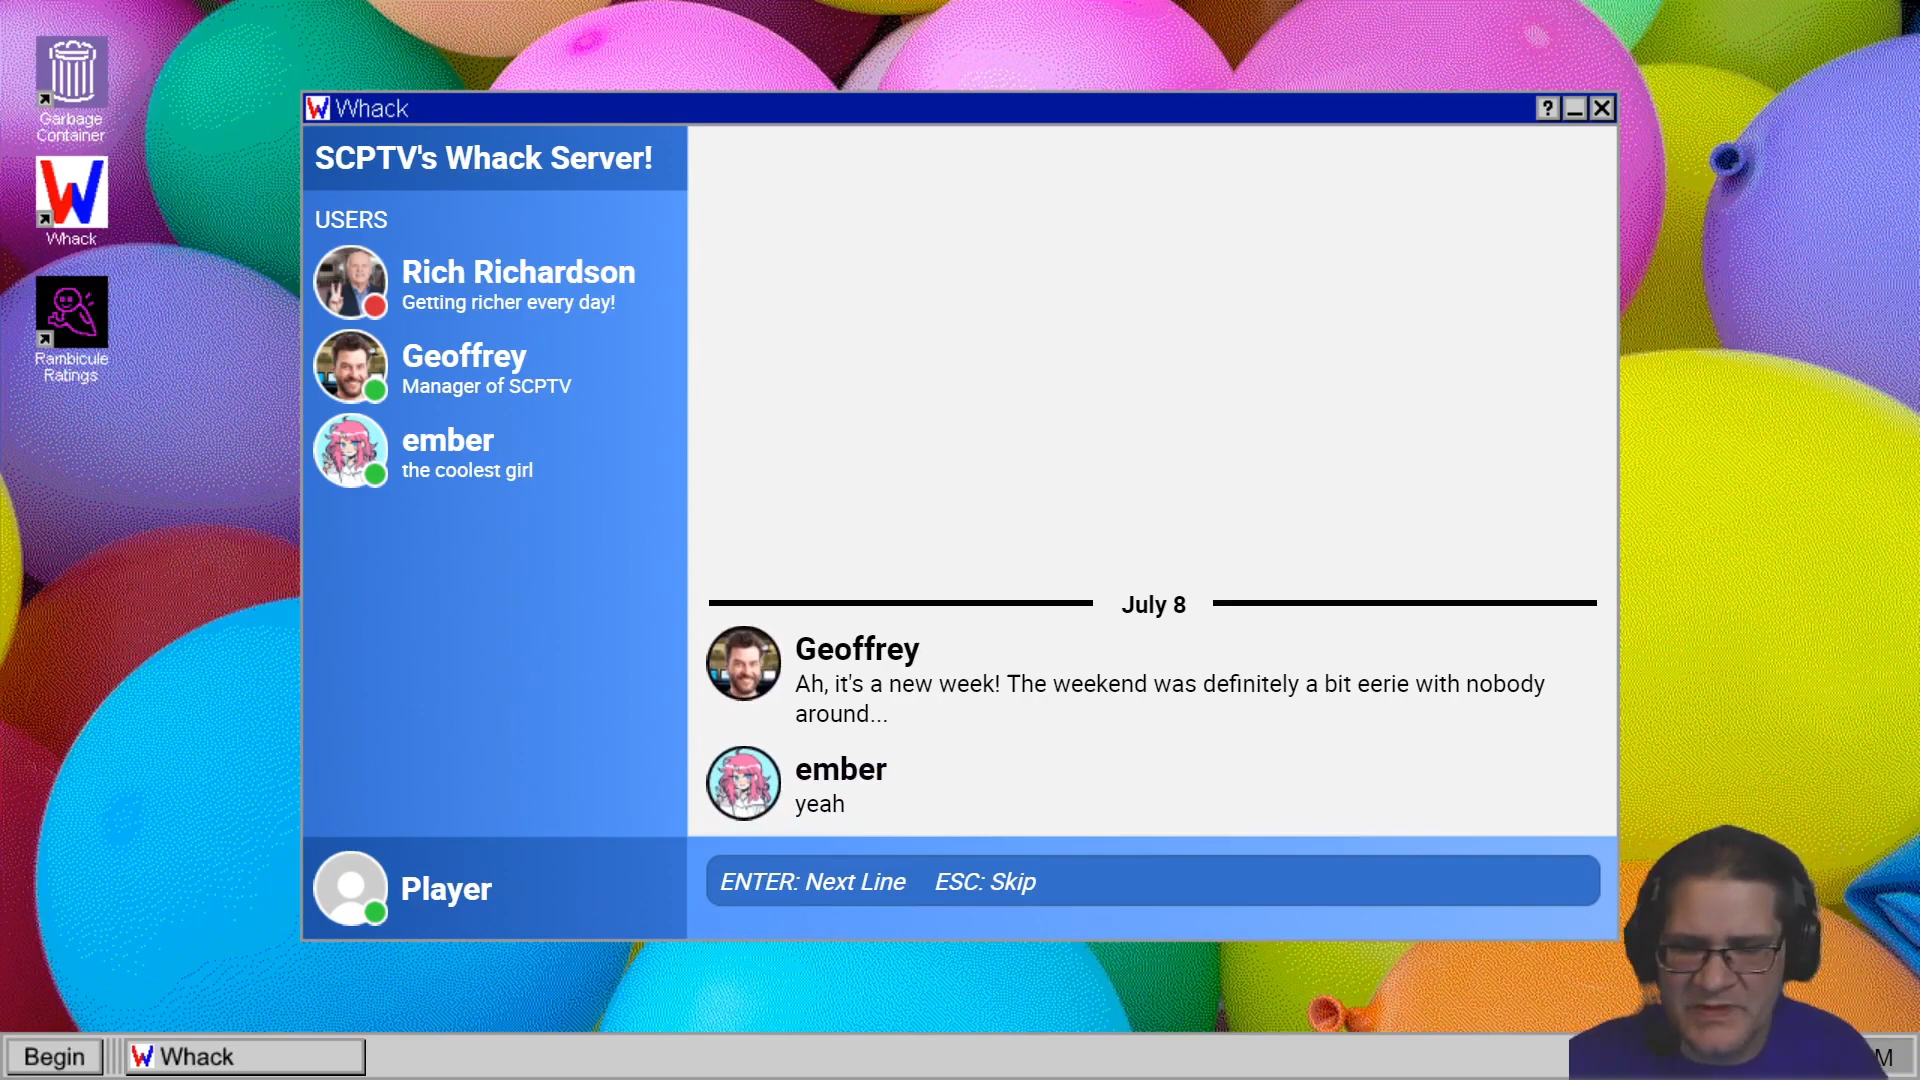 Garbage
Container
Whack
Rambicule
Ratings
Whack
SCPTV's Whack Server!
USERS
Rich Richardson
Getting richer every day!
Geoffrey
Manager of SCPTV
ember
the coolest girl
Player
July 8
Geoffrey
Ah, it's a new week! The weekend was definitely a bit eerie with nobody
around...
ember
yeah
ENTER: Next Line ESC: Skip
Begin
Whack